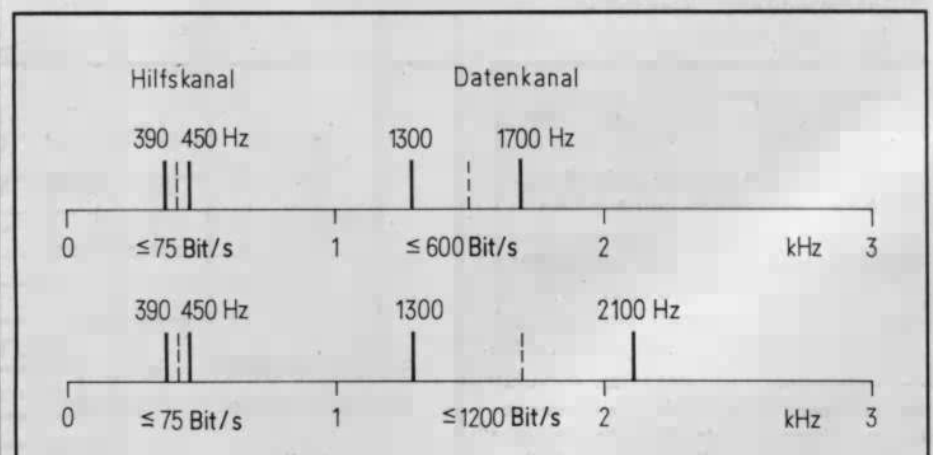 Hilfskanal Datenkanal
390 450 Hz 1300 1700 Hz
0 ≤75 Bit/s 1 ≤600 Bit/s 2 kHz 3
390 450 Hz 1300 2100 Hz
0 ≤75 Bit/s 1 ≤1200 Bit/s 2 kHz 3